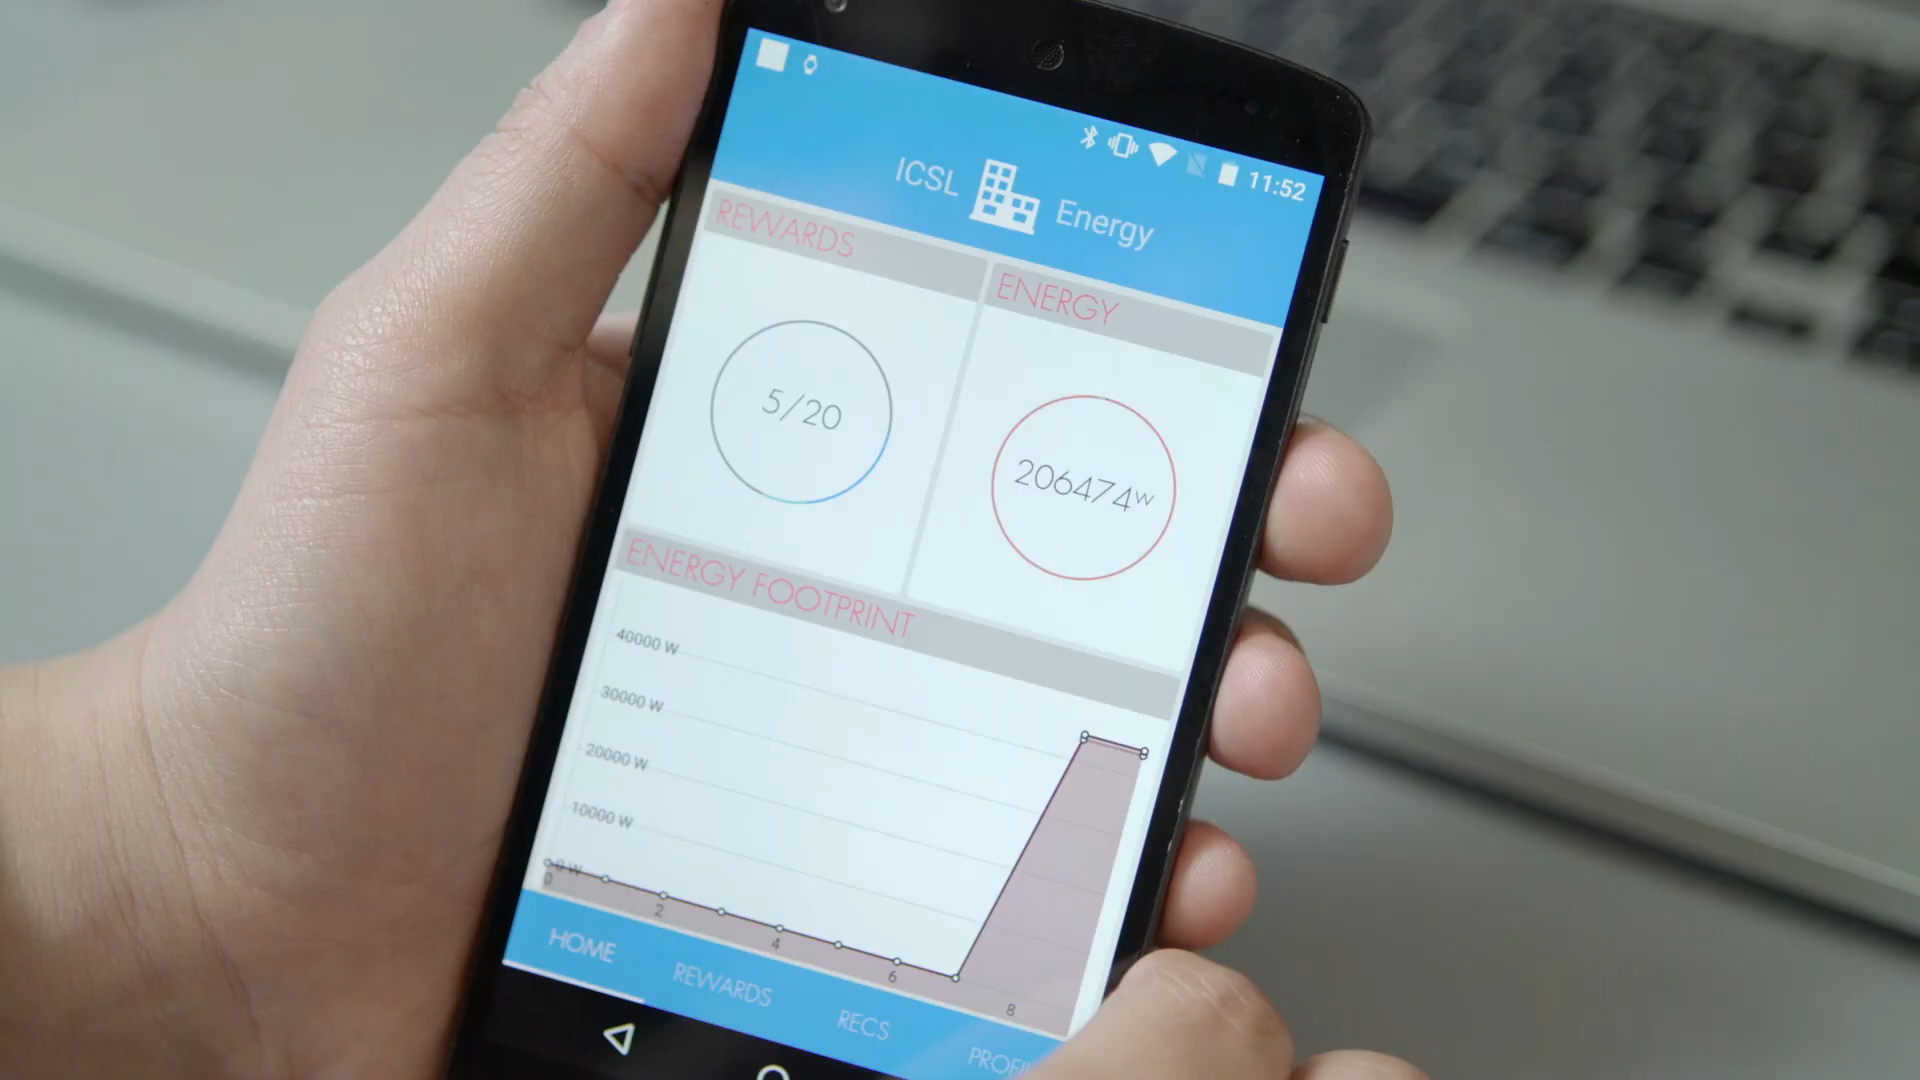 11:52
ICSL Energy
REWARDS
ENERGY
5/20
206474W
ENERGY FOOTPRINT
40000 W
30000 W
20000 W
10000 W
0 W
0
2
4
6
8
HOME
REWARDS
RECS